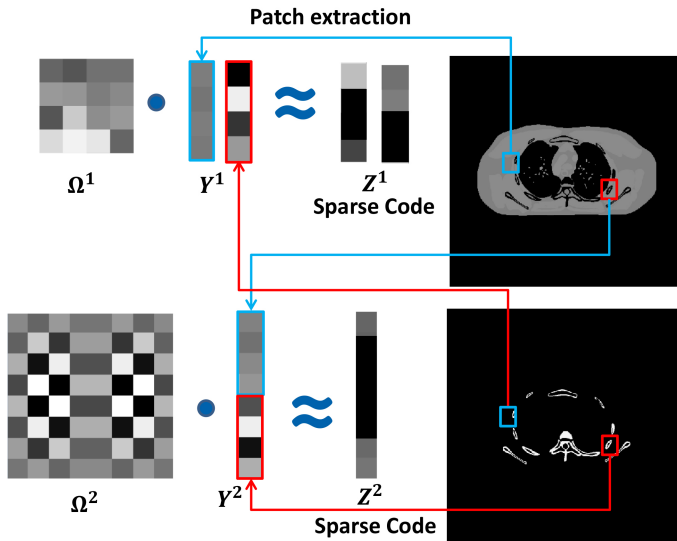 Patch extraction
Ω¹
Y¹
Z¹
Sparse Code
Ω²
Y²
Z²
Sparse Code